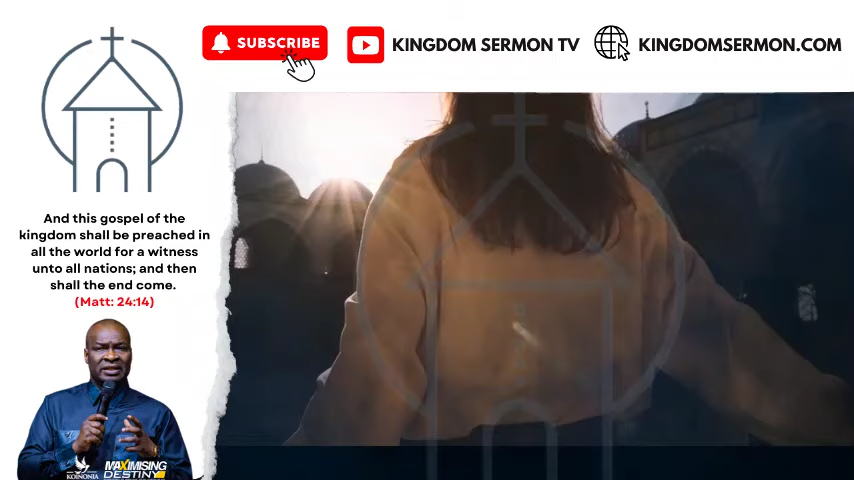 SUBSCRIBE
KINGDOM SERMON TV
KINGDOMSERMON.COM
And this gospel of the
kingdom shall be preached in
all the world for a witness
unto all nations; and then
shall the end come.
(Matt: 24:14)
KOINONIA
MAXIMISING
DESTINY